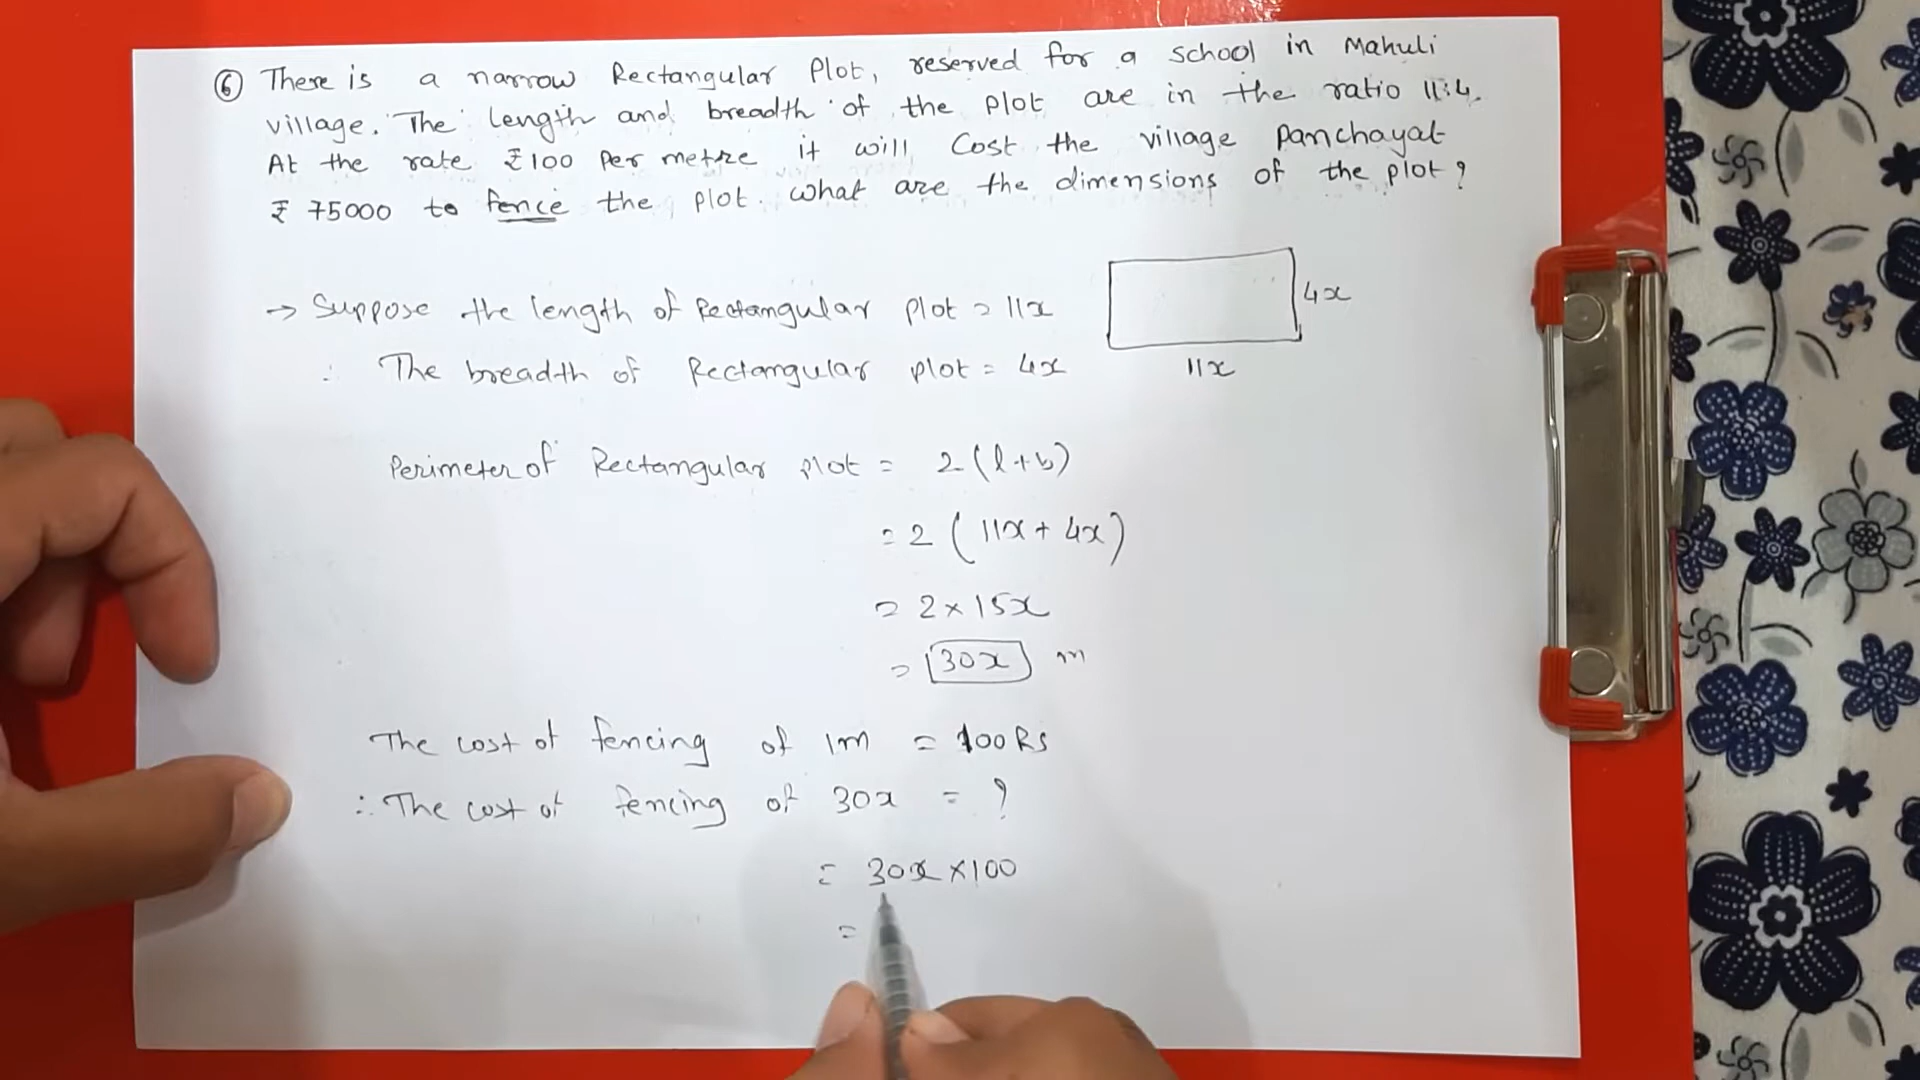 ⑥ There is a narrow Rectangular Plot, reserved for a school in Mahuli
village. The length and breadth of the plot are in the ratio 11:4.
At the rate ₹100 Per metre it will Cost the village Panchayat
₹ 75000 to fence the plot. What are the dimensions of the plot?
→ Suppose the length of Rectangular plot = 11x
4x
∴ The breadth of Rectangular plot = 4x
11x
Perimeter of Rectangular plot = 2(l+b)
= 2(11x + 4x)
= 2 × 15x
= 30x m
The cost of fencing of 1m = 100 Rs
∴ The cost of fencing of 30x = ?
= 30x × 100
=